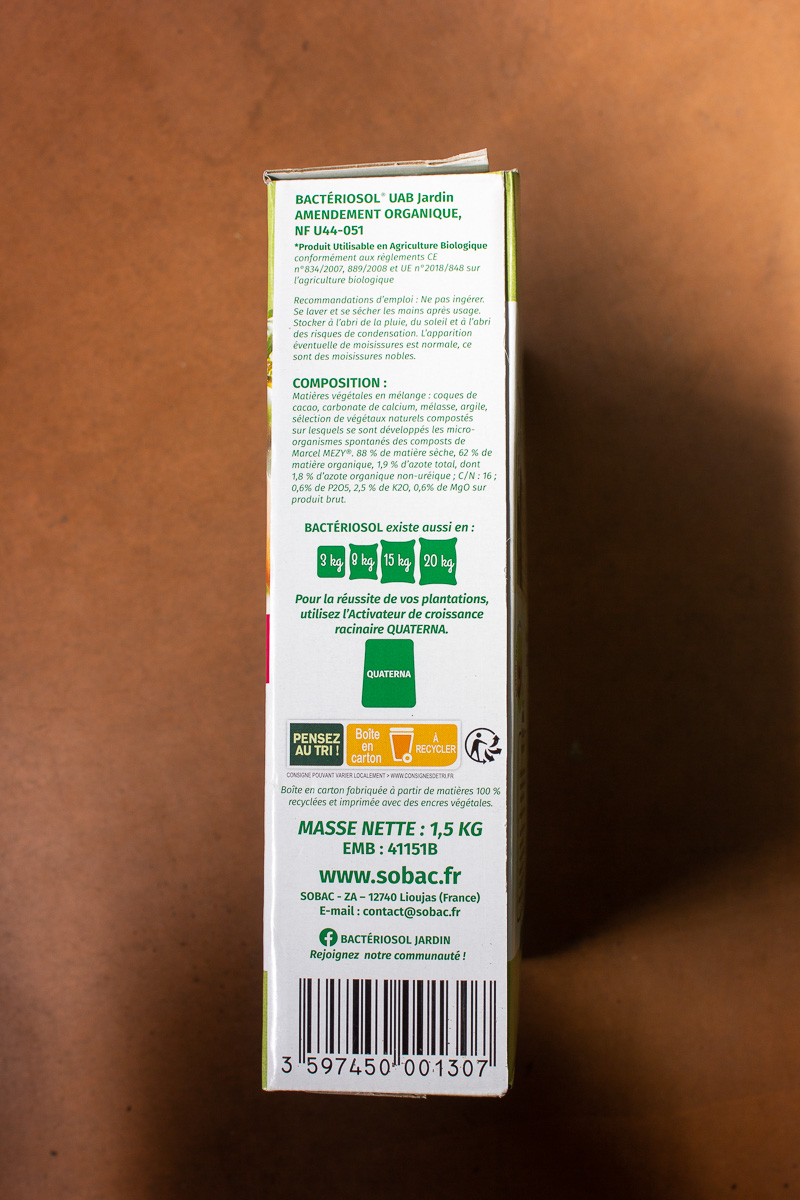 BACTÉRIOSOL® UAB Jardin
AMENDEMENT ORGANIQUE,
NF U44-051
*Produit Utilisable en Agriculture Biologique
conformément aux règlements CE
n°834/2007, 889/2008 et UE n°2018/848 sur
l'agriculture biologique
Recommandations d'emploi : Ne pas ingérer.
Se laver et se sécher les mains après usage.
Stocker à l'abri de la pluie, du soleil et à l'abri
des risques de condensation. L'apparition
éventuelle de moisissures est normale, ce
sont des moisissures nobles.
COMPOSITION :
Matières végétales en mélange : coques de
cacao, carbonate de calcium, mélasse, argile,
sélection de végétaux naturels compostés
sur lesquels se sont développés les micro-
organismes spontanés des composts de
Marcel MEZY®. 88 % de matière sèche, 62 % de
matière organique, 1,9 % d'azote total, dont
1,8 % d'azote organique non-uréique ; C/N : 16 ;
0,6% de P2O5, 2,5 % de K2O, 0,6% de MgO sur
produit brut.
BACTÉRIOSOL existe aussi en :
3 kg 8 kg 15 kg 20 kg
Pour la réussite de vos plantations,
utilisez l'Activateur de croissance
racinaire QUATERNA.
QUATERNA
PENSEZ
AU TRI !
Boîte
en
carton
À
RECYCLER
CONSIGNE POUVANT VARIER LOCALEMENT > WWW.CONSIGNESDETRI.FR
Boîte en carton fabriquée à partir de matières 100 %
recyclées et imprimée avec des encres végétales.
MASSE NETTE : 1,5 KG
EMB : 41151B
www.sobac.fr
SOBAC - ZA – 12740 Lioujas (France)
E-mail : contact@sobac.fr
BACTÉRIOSOL JARDIN
Rejoignez notre communauté !
3 597450 001307